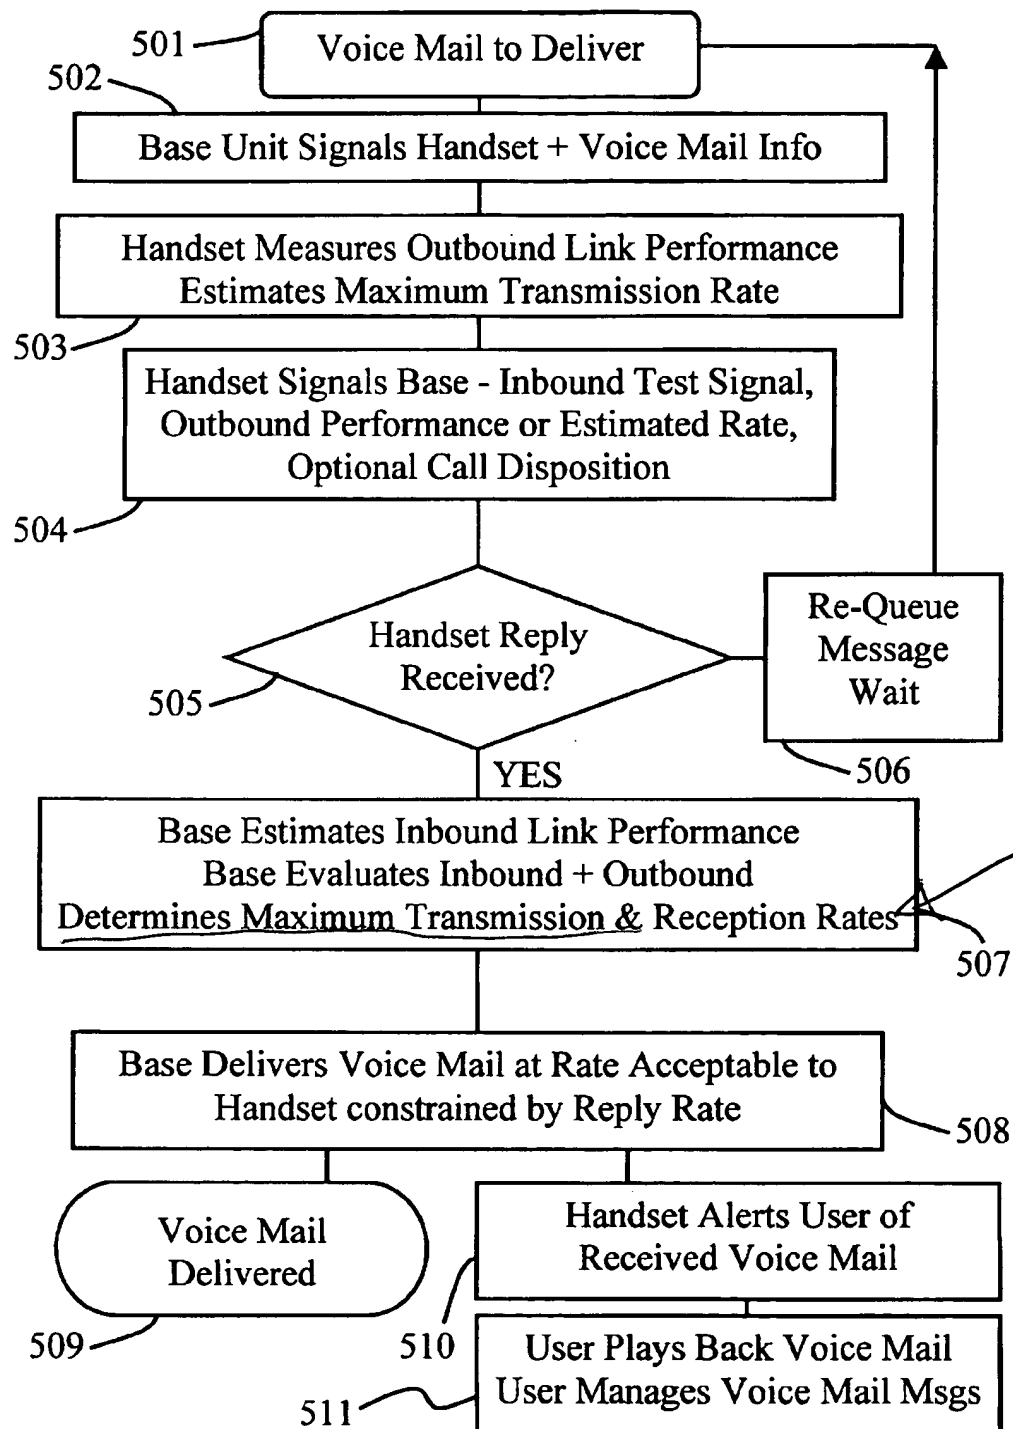 501
Voice Mail to Deliver
502
Base Unit Signals Handset + Voice Mail Info
Handset Measures Outbound Link Performance
Estimates Maximum Transmission Rate
503
Handset Signals Base - Inbound Test Signal,
Outbound Performance or Estimated Rate,
Optional Call Disposition
504
Handset Reply
Received?
505
Re-Queue
Message
Wait
506
YES
Base Estimates Inbound Link Performance
Base Evaluates Inbound + Outbound
Determines Maximum Transmission & Reception Rates
507
Base Delivers Voice Mail at Rate Acceptable to
Handset constrained by Reply Rate
508
Voice Mail
Delivered
509
Handset Alerts User of
Received Voice Mail
510
User Plays Back Voice Mail
User Manages Voice Mail Msgs
511